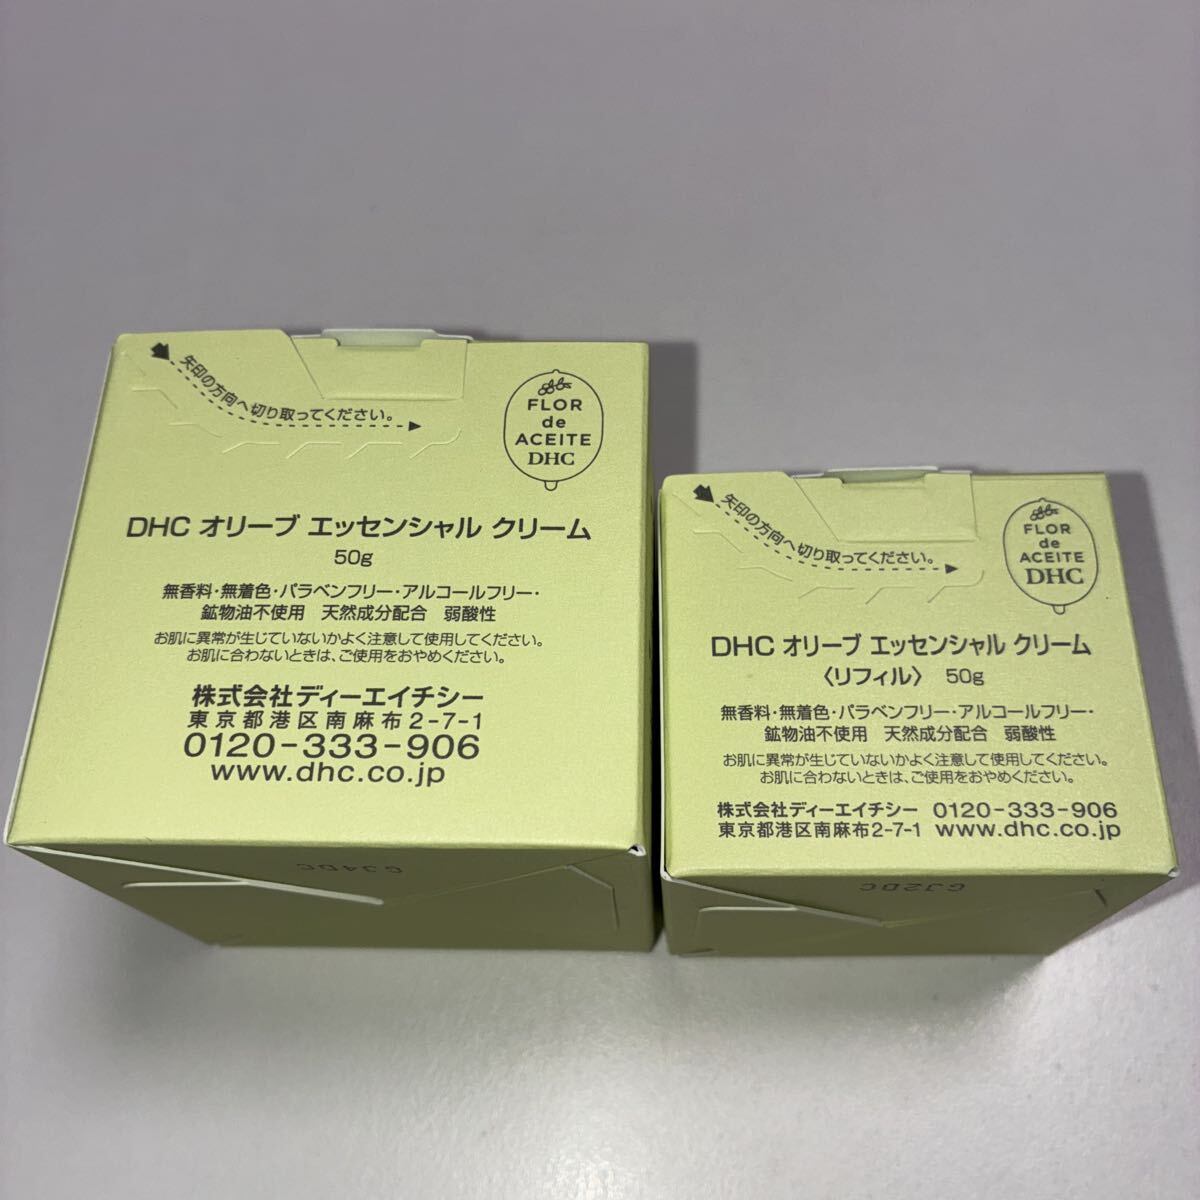 矢印の方向へ切り取ってください。
FLOR
de
ACEITE
DHC
DHC オリーブ エッセンシャル クリーム
50g
無香料・無着色・パラベンフリー・アルコールフリー・
鉱物油不使用 天然成分配合 弱酸性
お肌に異常が生じていないかよく注意して使用してください。
お肌に合わないときは、ご使用をおやめください。
株式会社ディーエイチシー
東京都港区南麻布2-7-1
0120-333-906
www.dhc.co.jp
GJ4DC
矢印の方向へ切り取ってください。
FLOR
de
ACEITE
DHC
DHC オリーブ エッセンシャル クリーム
〈リフィル〉 50g
無香料・無着色・パラベンフリー・アルコールフリー・
鉱物油不使用 天然成分配合 弱酸性
お肌に異常が生じていないかよく注意して使用してください。
お肌に合わないときは、ご使用をおやめください。
株式会社ディーエイチシー 0120-333-906
東京都港区南麻布2-7-1 www.dhc.co.jp
GJ2DC